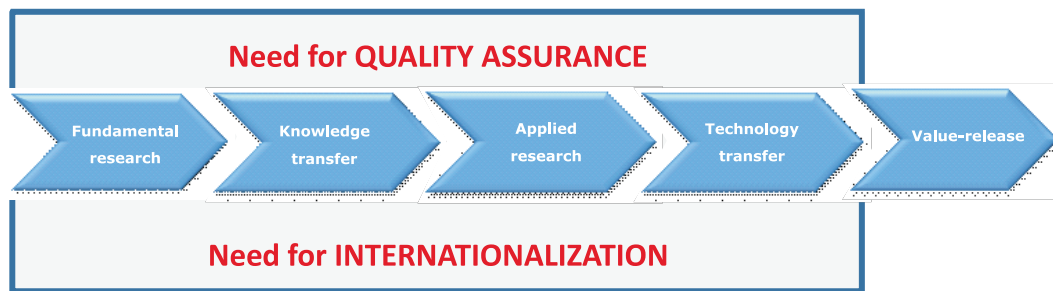 Need for QUALITY ASSURANCE
Fundamental
research
Knowledge
transfer
Applied
research
Technology
transfer
Value-release
Need for INTERNATIONALIZATION